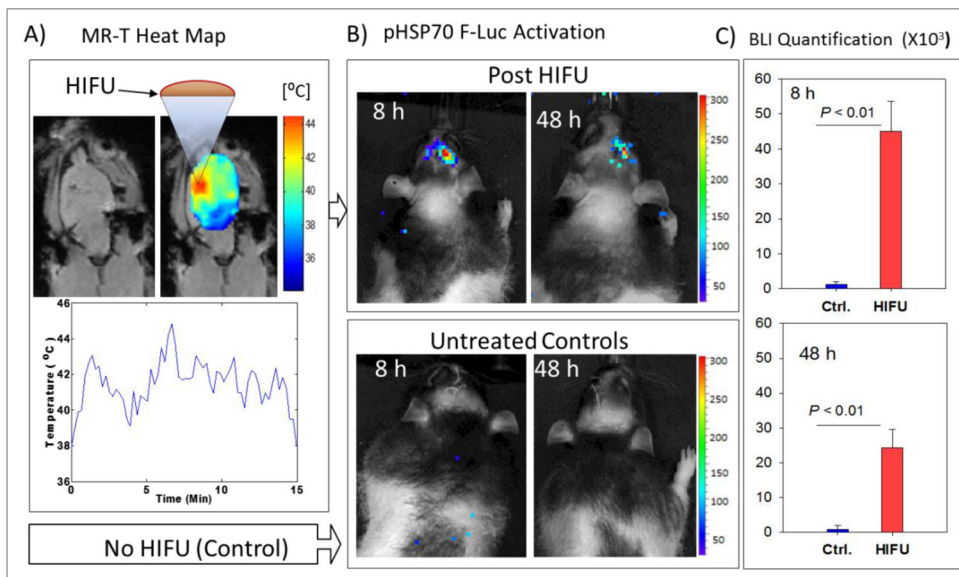 A) MR-T Heat Map
HIFU
[°C]
44
42
40
38
36
46
44
42
40
38
36
Temperature (°C)
0
5
10
15
Time (Min)
No HIFU (Control)
B) pHSP70 F-Luc Activation
Post HIFU
8 h
48 h
300
250
200
150
100
50
Untreated Controls
8 h
48 h
300
250
200
150
100
50
C) BLI Quantification (X10³)
60
50
40
30
20
10
0
8 h
P < 0.01
Ctrl.
HIFU
60
50
40
30
20
10
0
48 h
P < 0.01
Ctrl.
HIFU